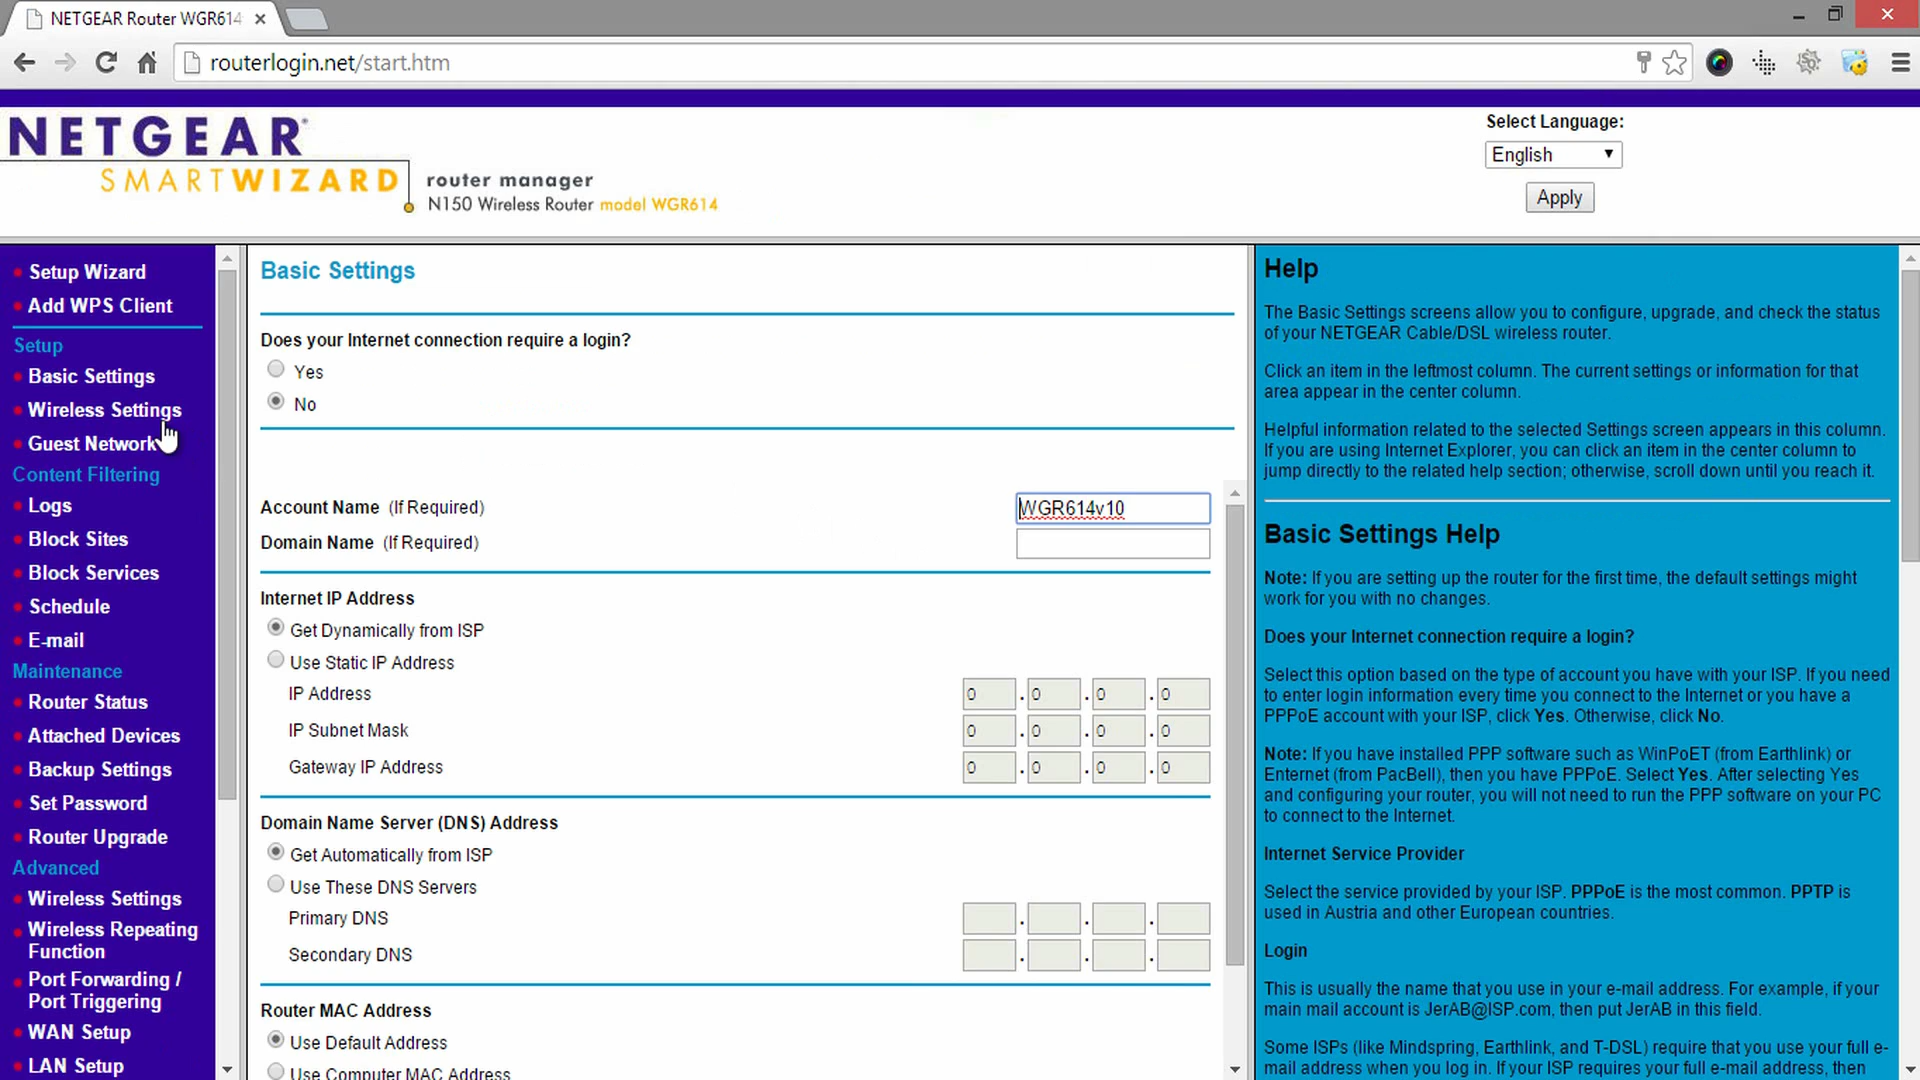 NETGEAR Router WGR614
routerlogin.net/start.htm
NETGEAR
SMARTWIZARD
router manager
N150 Wireless Router model WGR614
Select Language:
English
Apply
Setup Wizard
Add WPS Client
Setup
Basic Settings
Wireless Settings
Guest Network
Content Filtering
Logs
Block Sites
Block Services
Schedule
E-mail
Maintenance
Router Status
Attached Devices
Backup Settings
Set Password
Router Upgrade
Advanced
Wireless Settings
Wireless Repeating
Function
Port Forwarding /
Port Triggering
WAN Setup
LAN Setup
Basic Settings
Does your Internet connection require a login?
Yes
No
Account Name (If Required)
WGR614v10
Domain Name (If Required)
Internet IP Address
Get Dynamically from ISP
Use Static IP Address
IP Address 0 . 0 . 0 . 0
IP Subnet Mask 0 . 0 . 0 . 0
Gateway IP Address 0 . 0 . 0 . 0
Domain Name Server (DNS) Address
Get Automatically from ISP
Use These DNS Servers
Primary DNS . . .
Secondary DNS . . .
Router MAC Address
Use Default Address
Use Computer MAC Address
Help
The Basic Settings screens allow you to configure, upgrade, and check the status
of your NETGEAR Cable/DSL wireless router.
Click an item in the leftmost column. The current settings or information for that
area appear in the center column.
Helpful information related to the selected Settings screen appears in this column.
If you are using Internet Explorer, you can click an item in the center column to
jump directly to the related help section; otherwise, scroll down until you reach it.
Basic Settings Help
Note: If you are setting up the router for the first time, the default settings might
work for you with no changes.
Does your Internet connection require a login?
Select this option based on the type of account you have with your ISP. If you need
to enter login information every time you connect to the Internet or you have a
PPPoE account with your ISP, click Yes. Otherwise, click No.
Note: If you have installed PPP software such as WinPoET (from Earthlink) or
Enternet (from PacBell), then you have PPPoE. Select Yes. After selecting Yes
and configuring your router, you will not need to run the PPP software on your PC
to connect to the Internet.
Internet Service Provider
Select the service provided by your ISP. PPPoE is the most common. PPTP is
used in Austria and other European countries.
Login
This is usually the name that you use in your e-mail address. For example, if your
main mail account is JerAB@ISP.com, then put JerAB in this field.
Some ISPs (like Mindspring, Earthlink, and T-DSL) require that you use your full e-
mail address when you log in. If your ISP requires your full e-mail address, then